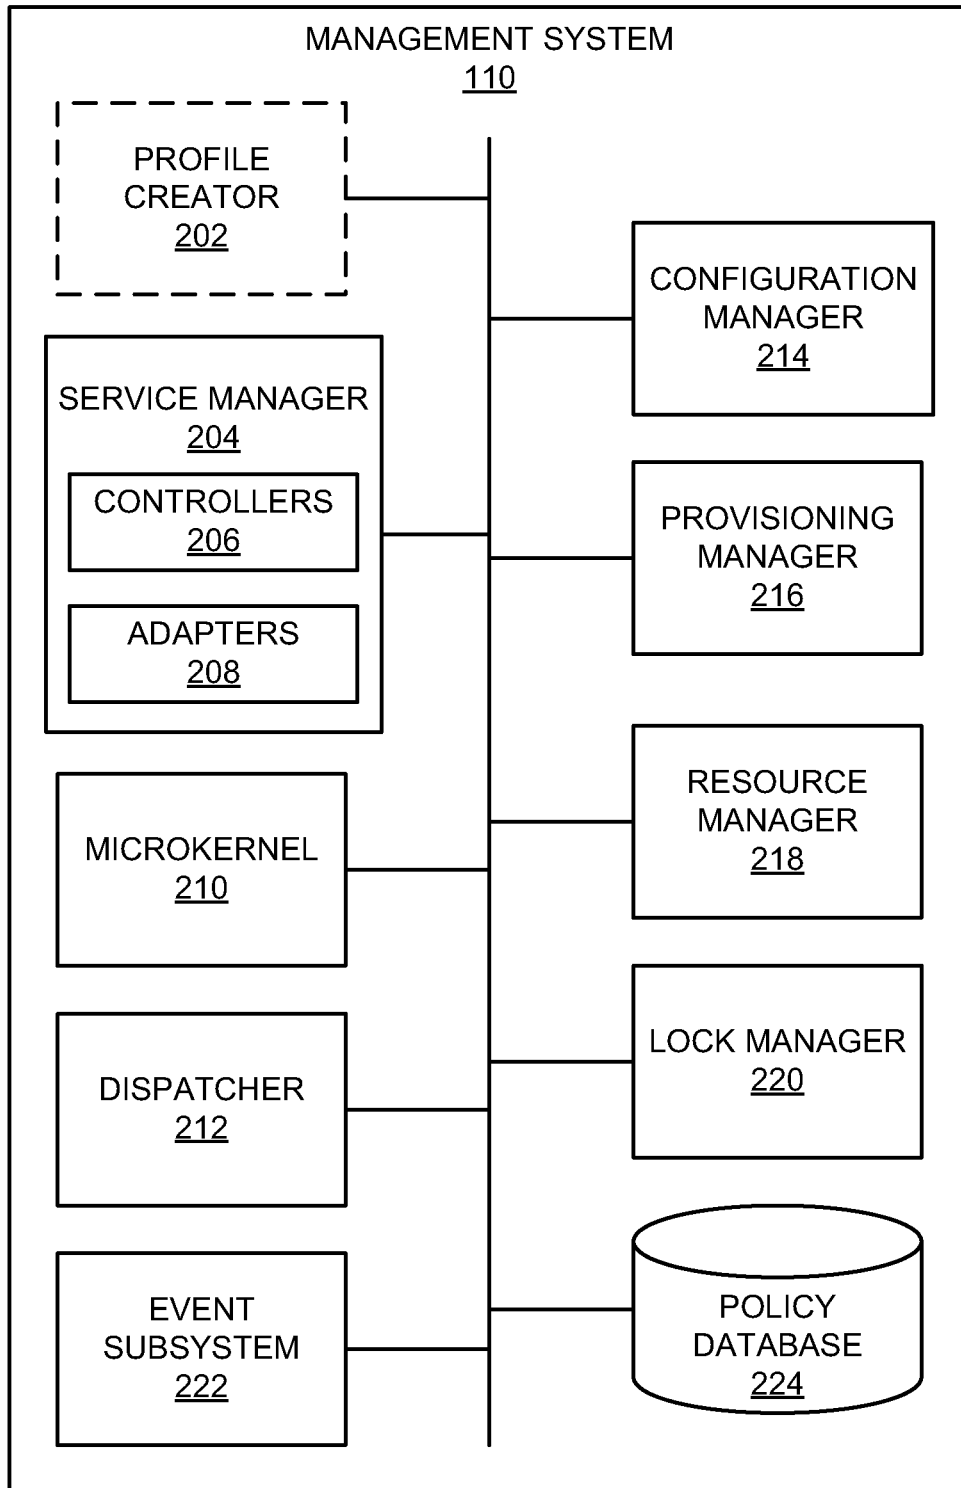 MANAGEMENT SYSTEM
110
PROFILE
CREATOR
202
SERVICE MANAGER
204
CONTROLLERS
206
ADAPTERS
208
MICROKERNEL
210
DISPATCHER
212
EVENT
SUBSYSTEM
222
CONFIGURATION
MANAGER
214
PROVISIONING
MANAGER
216
RESOURCE
MANAGER
218
LOCK MANAGER
220
POLICY
DATABASE
224